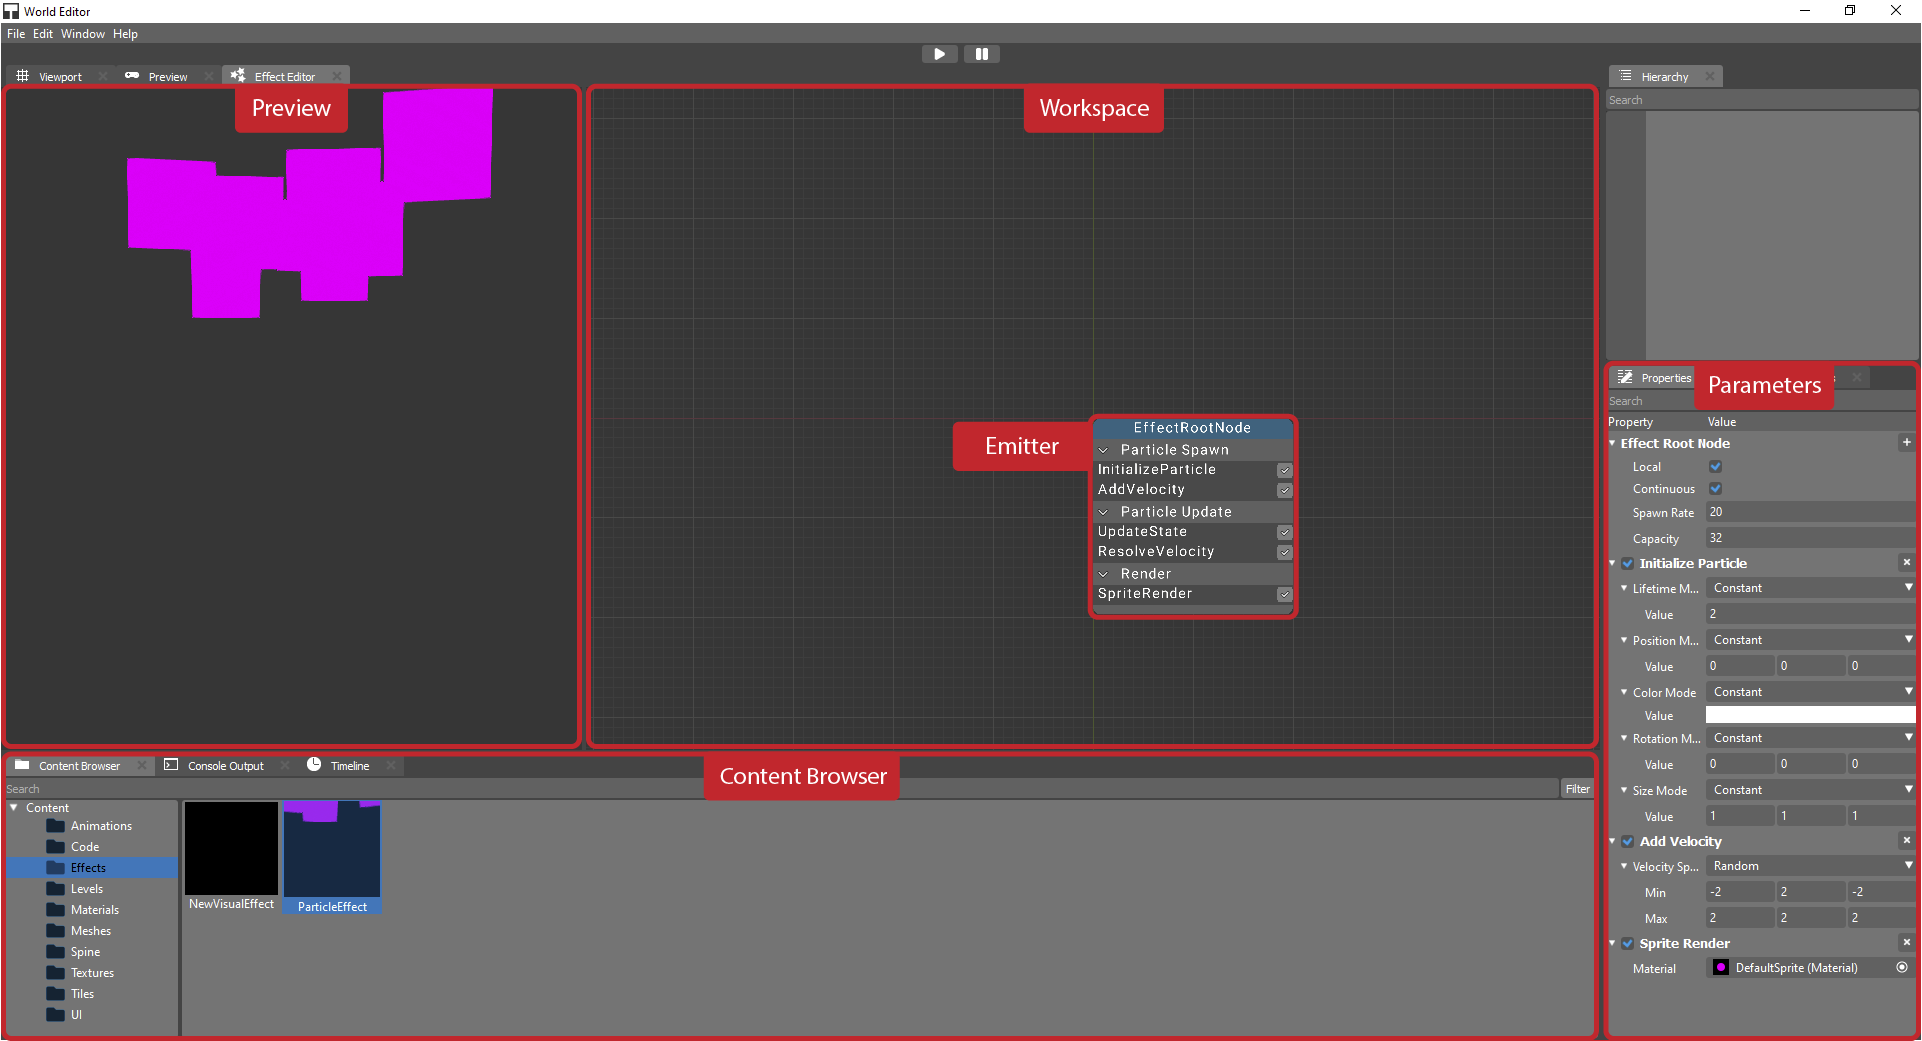 World Editor
File Edit Window Help
Viewport Preview Effect Editor
Hierarchy
Search
Preview
Workspace
Emitter
EffectRootNode
Particle Spawn
InitializeParticle
AddVelocity
Particle Update
UpdateState
ResolveVelocity
Render
SpriteRender
Properties
Parameters
Search
Property Value
Effect Root Node
Local
Continuous
Spawn Rate 20
Capacity 32
Initialize Particle
Lifetime M... Constant
Value 2
Position M... Constant
Value 0 0 0
Color Mode Constant
Value
Rotation M... Constant
Value 0 0 0
Size Mode Constant
Value 1 1 1
Add Velocity
Velocity Sp... Random
Min -2 2 -2
Max 2 2 2
Sprite Render
Material DefaultSprite (Material)
Content Browser Console Output Timeline
Content Browser
Search
Filter
Content
Animations
Code
Effects
Levels
Materials
Meshes
Spine
Textures
Tiles
UI
NewVisualEffect
ParticleEffect